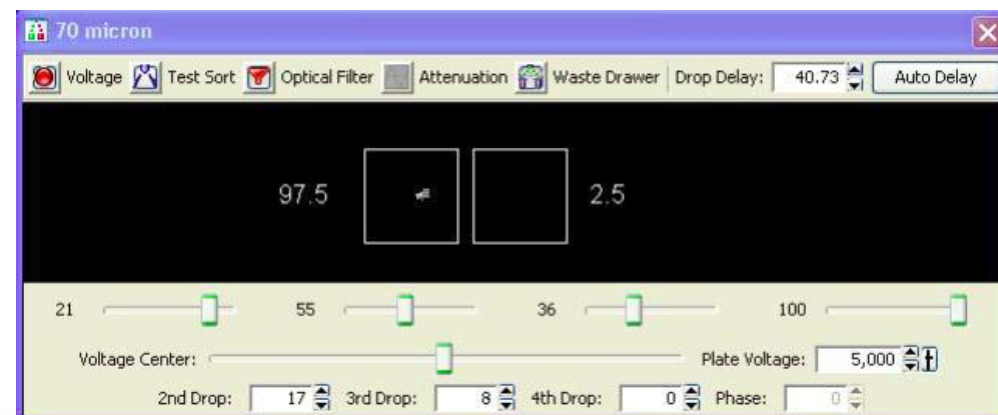 70 micron
Voltage Test Sort Optical Filter Attenuation Waste Drawer Drop Delay: 40.73 Auto Delay
97.5 2.5
21 55 36 100
Voltage Center: Plate Voltage: 5,000
2nd Drop: 17 3rd Drop: 8 4th Drop: 0 Phase: 0